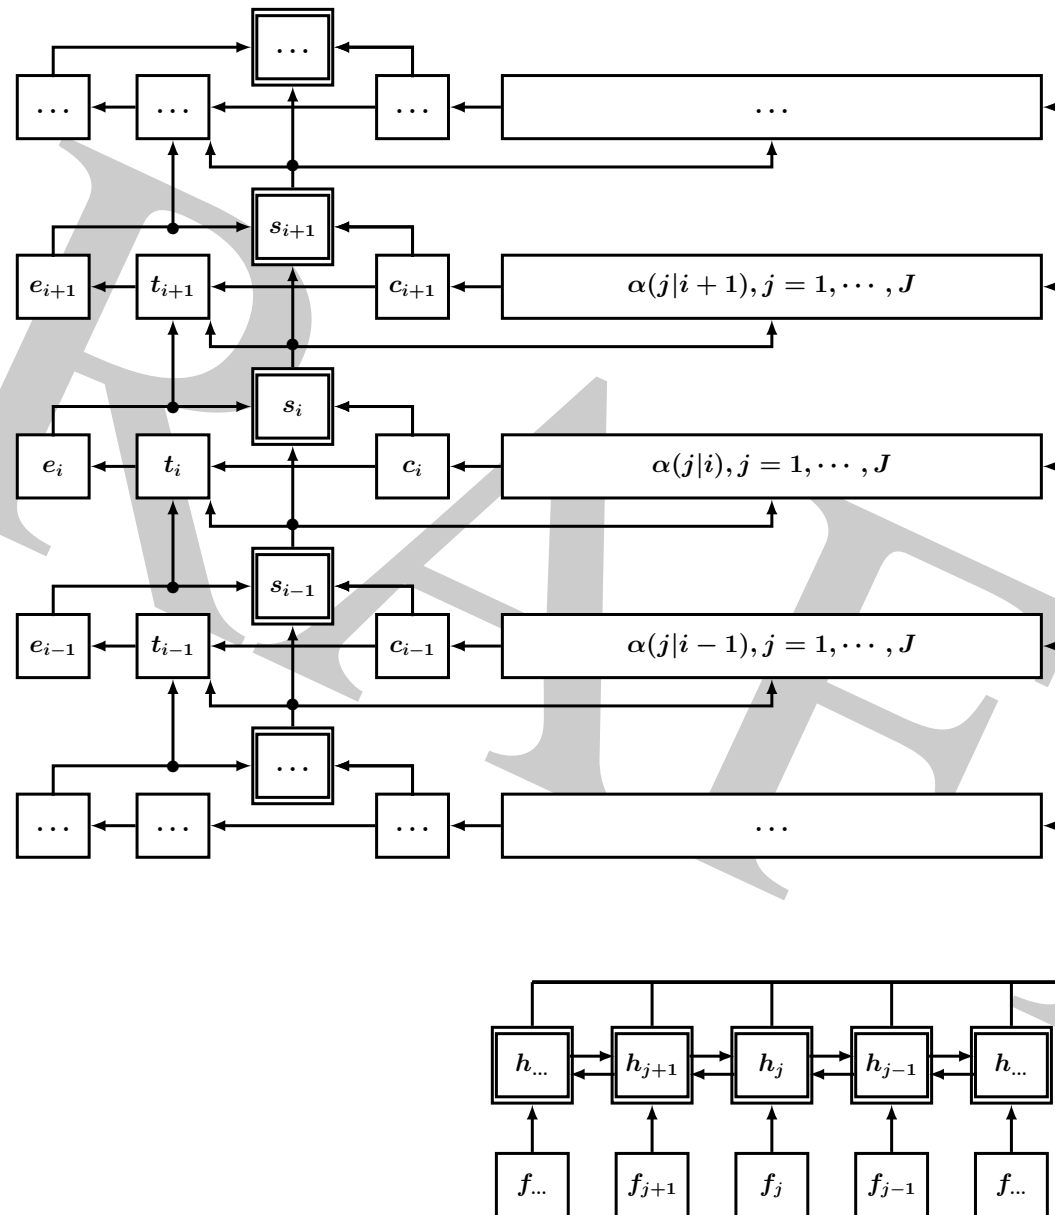 ...
... ... ... ...
s_{i+1}
e_{i+1} t_{i+1} c_{i+1} α(j|i + 1), j = 1, ⋯ , J
s_i
e_i t_i c_i α(j|i), j = 1, ⋯ , J
s_{i−1}
e_{i−1} t_{i−1} c_{i−1} α(j|i − 1), j = 1, ⋯ , J
...
... ... ... ...
h_{...} h_{j+1} h_j h_{j−1} h_{...}
f_{...} f_{j+1} f_j f_{j−1} f_{...}
RAF